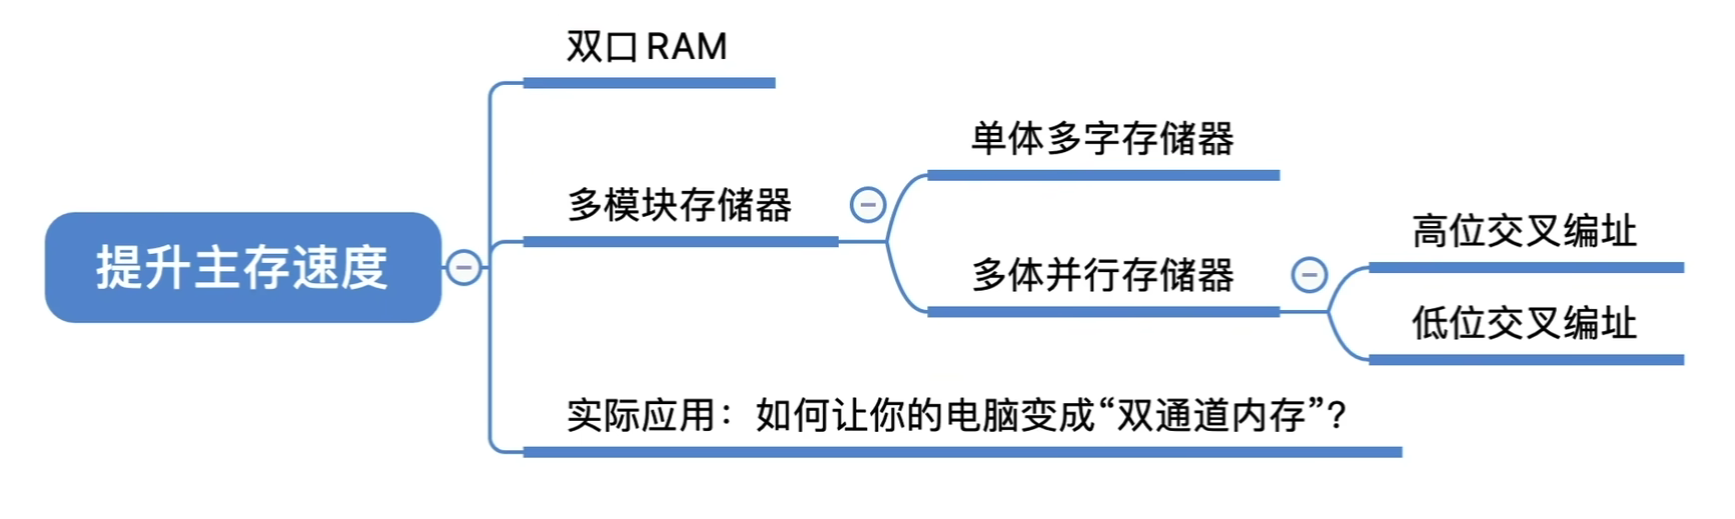 提升主存速度
双口RAM
多模块存储器
单体多字存储器
多体并行存储器
高位交叉编址
低位交叉编址
实际应用：如何让你的电脑变成“双通道内存”?